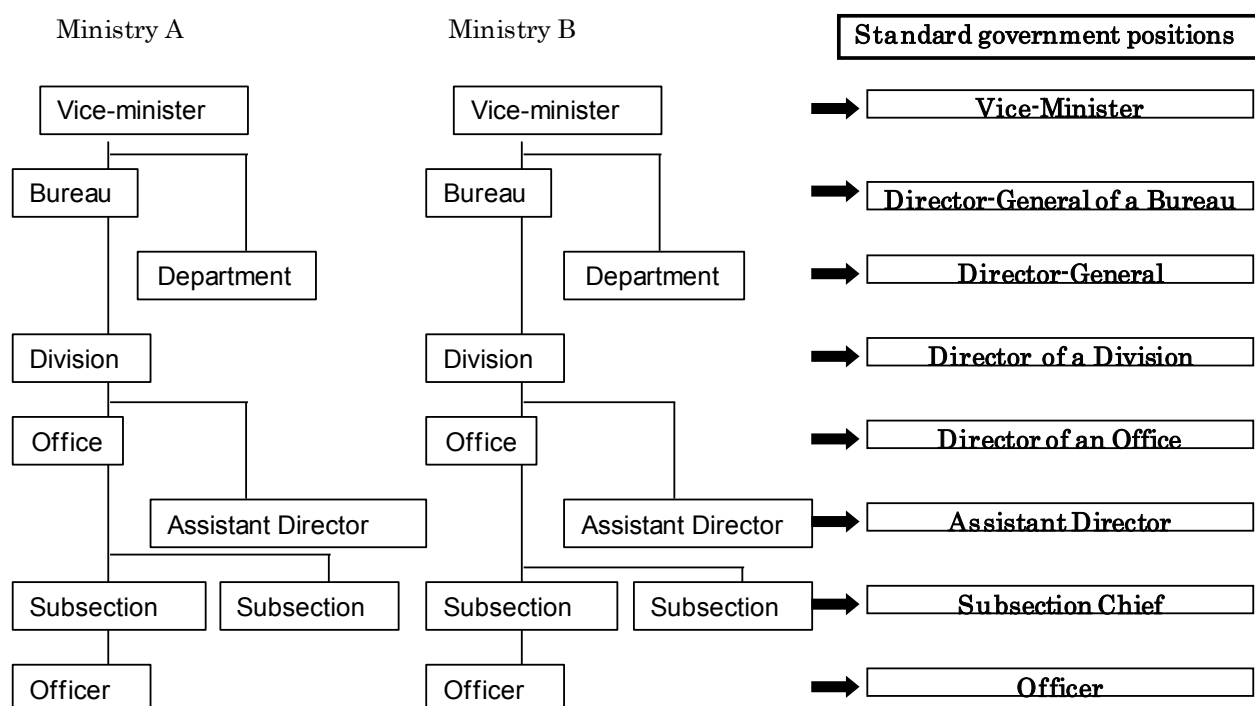 Ministry A
Ministry B
Standard government positions
Vice-minister
Vice-minister
Vice-Minister
Bureau
Bureau
Director-General of a Bureau
Department
Department
Director-General
Division
Division
Director of a Division
Office
Office
Director of an Office
Assistant Director
Assistant Director
Assistant Director
Subsection
Subsection
Subsection
Subsection
Subsection Chief
Officer
Officer
Officer